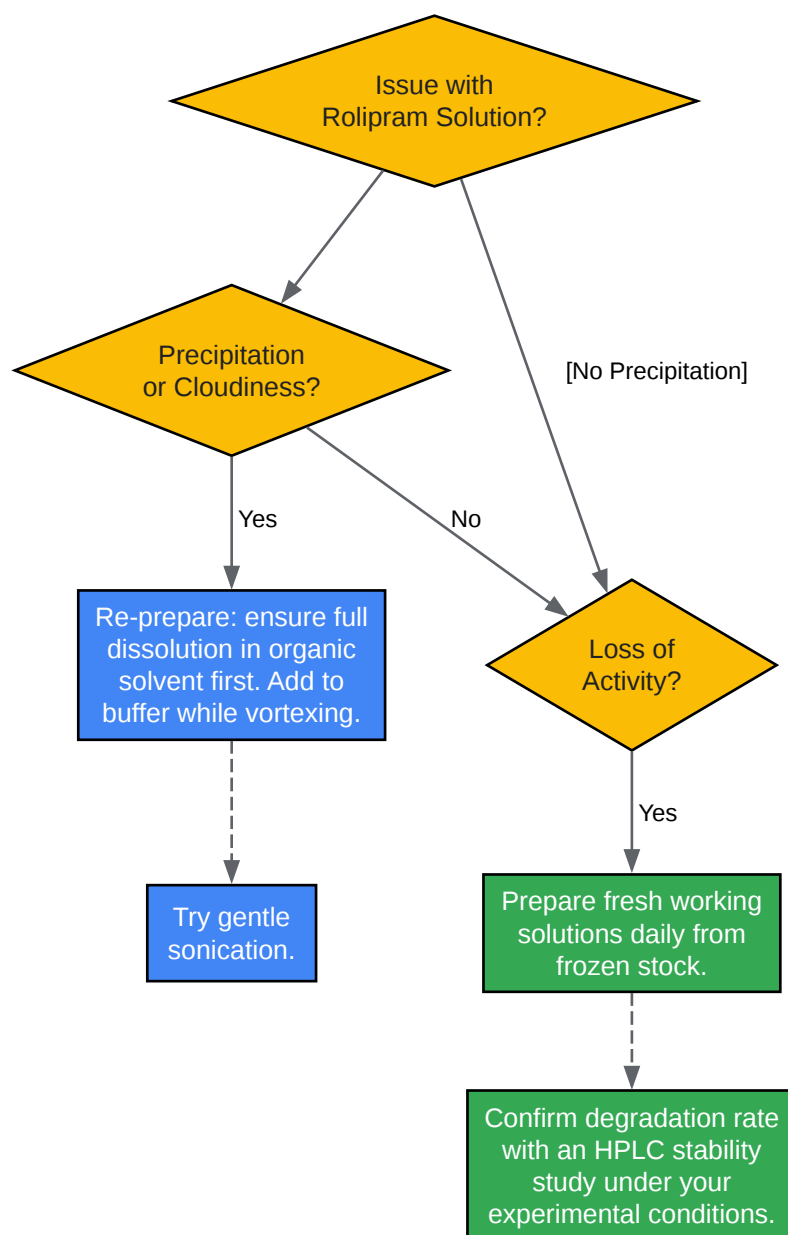 Issue with
Rolipram Solution?
Precipitation
or Cloudiness?
[No Precipitation]
Yes
No
Re-prepare: ensure full
dissolution in organic
solvent first. Add to
buffer while vortexing.
Loss of
Activity?
Yes
Try gentle
sonication.
Prepare fresh working
solutions daily from
frozen stock.
Confirm degradation rate
with an HPLC stability
study under your
experimental conditions.